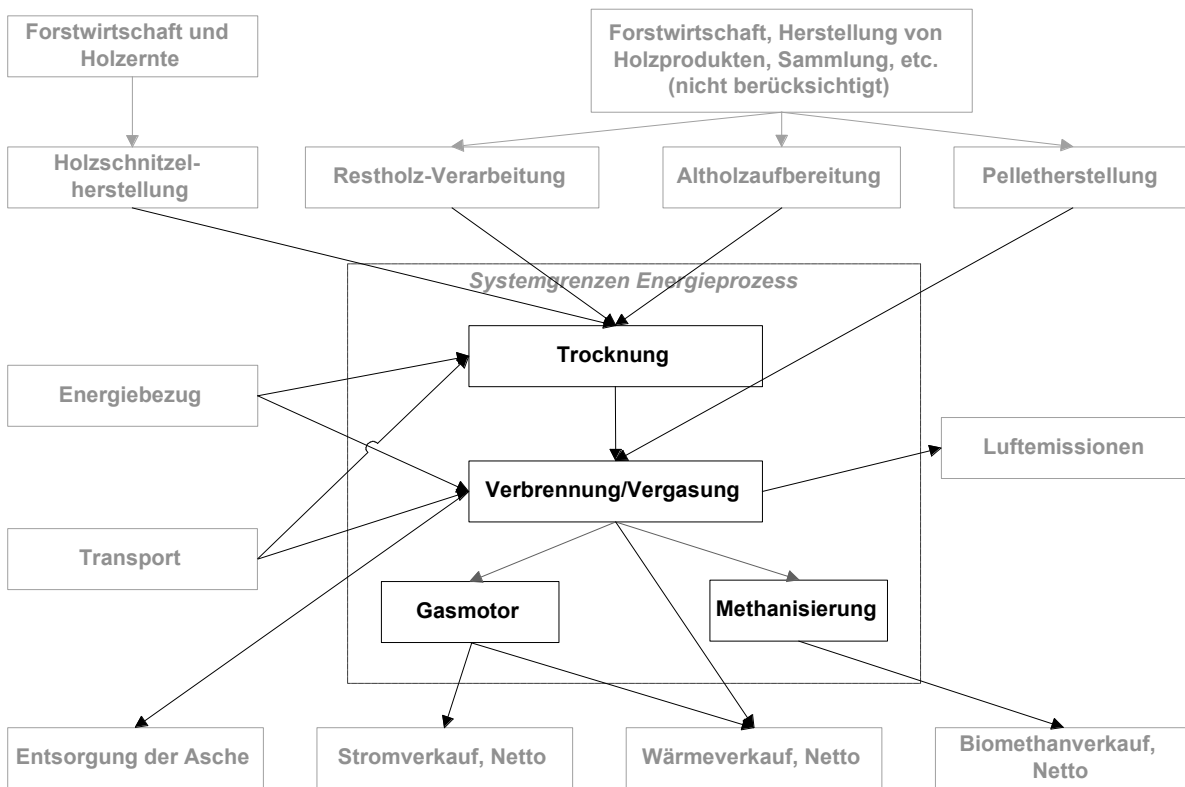 Forstwirtschaft und
Holzernte
Forstwirtschaft, Herstellung von
Holzprodukten, Sammlung, etc.
(nicht berücksichtigt)
Holzschnitzel-
herstellung
Restholz-Verarbeitung
Altholzaufbereitung
Pelletherstellung
Systemgrenzen Energieprozess
Trocknung
Energiebezug
Luftemissionen
Verbrennung/Vergasung
Transport
Gasmotor
Methanisierung
Entsorgung der Asche
Stromverkauf, Netto
Wärmeverkauf, Netto
Biomethanverkauf,
Netto